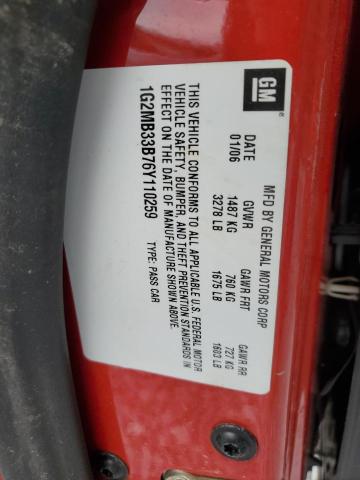 GM
MFD BY GENERAL MOTORS CORP
DATE GVWR GAWR FRT GAWR RR
01/06 1487 KG 760 KG 727 KG
3278 LB 1675 LB 1603 LB
THIS VEHICLE CONFORMS TO ALL APPLICABLE U.S. FEDERAL MOTOR
VEHICLE SAFETY, BUMPER, AND THEFT PREVENTION STANDARDS IN
EFFECT ON THE DATE OF MANUFACTURE SHOWN ABOVE.
1G2MB33B76Y110259 TYPE: PASS CAR